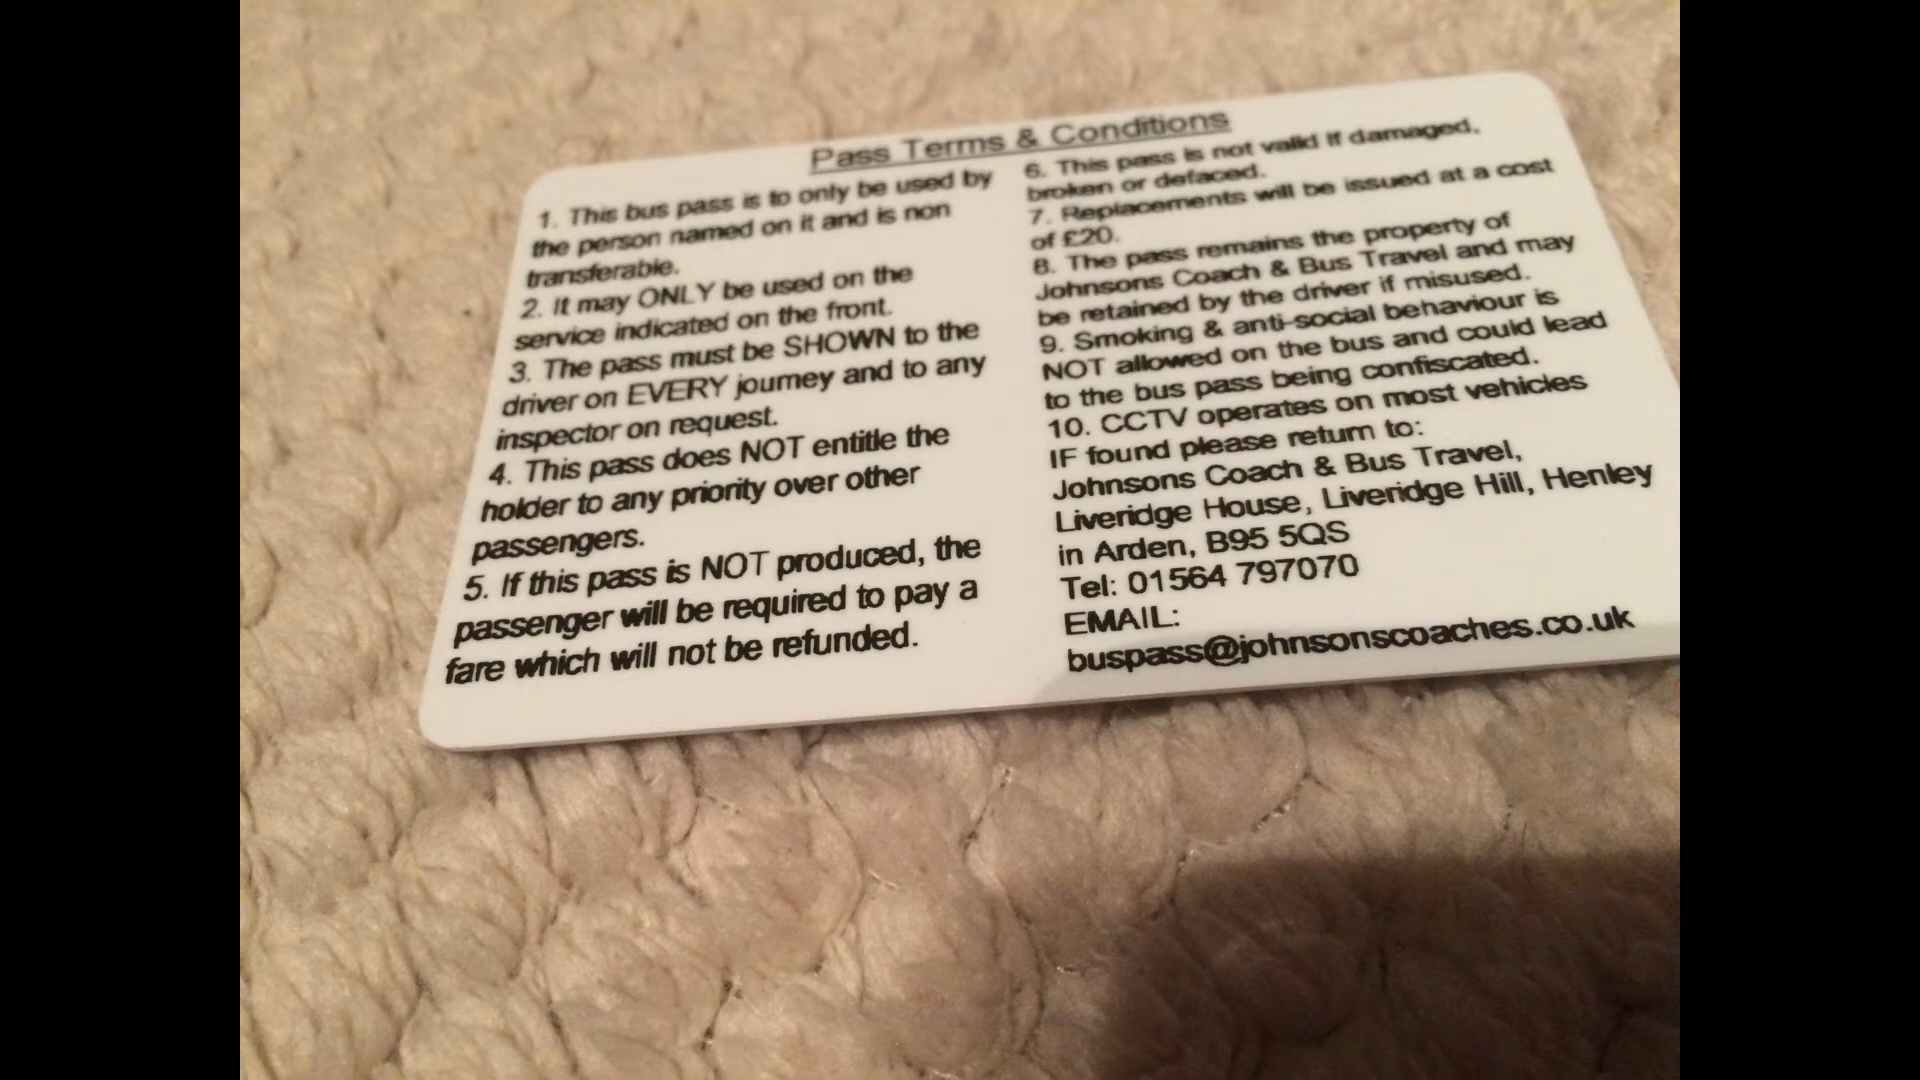 Pass Terms & Conditions
1. This bus pass is to only be used by
the person named on it and is non
transferable.
2. It may ONLY be used on the
service indicated on the front.
3. The pass must be SHOWN to the
driver on EVERY journey and to any
inspector on request.
4. This pass does NOT entitle the
holder to any priority over other
passengers.
5. If this pass is NOT produced, the
passenger will be required to pay a
fare which will not be refunded.
6. This pass is not valid if damaged,
broken or defaced.
7. Replacements will be issued at a cost
of £20.
8. The pass remains the property of
Johnsons Coach & Bus Travel and may
be retained by the driver if misused.
9. Smoking & anti-social behaviour is
NOT allowed on the bus and could lead
to the bus pass being confiscated.
10. CCTV operates on most vehicles
IF found please return to:
Johnsons Coach & Bus Travel,
Liveridge House, Liveridge Hill, Henley
in Arden, B95 5QS
Tel: 01564 797070
EMAIL:
buspass@johnsonscoaches.co.uk